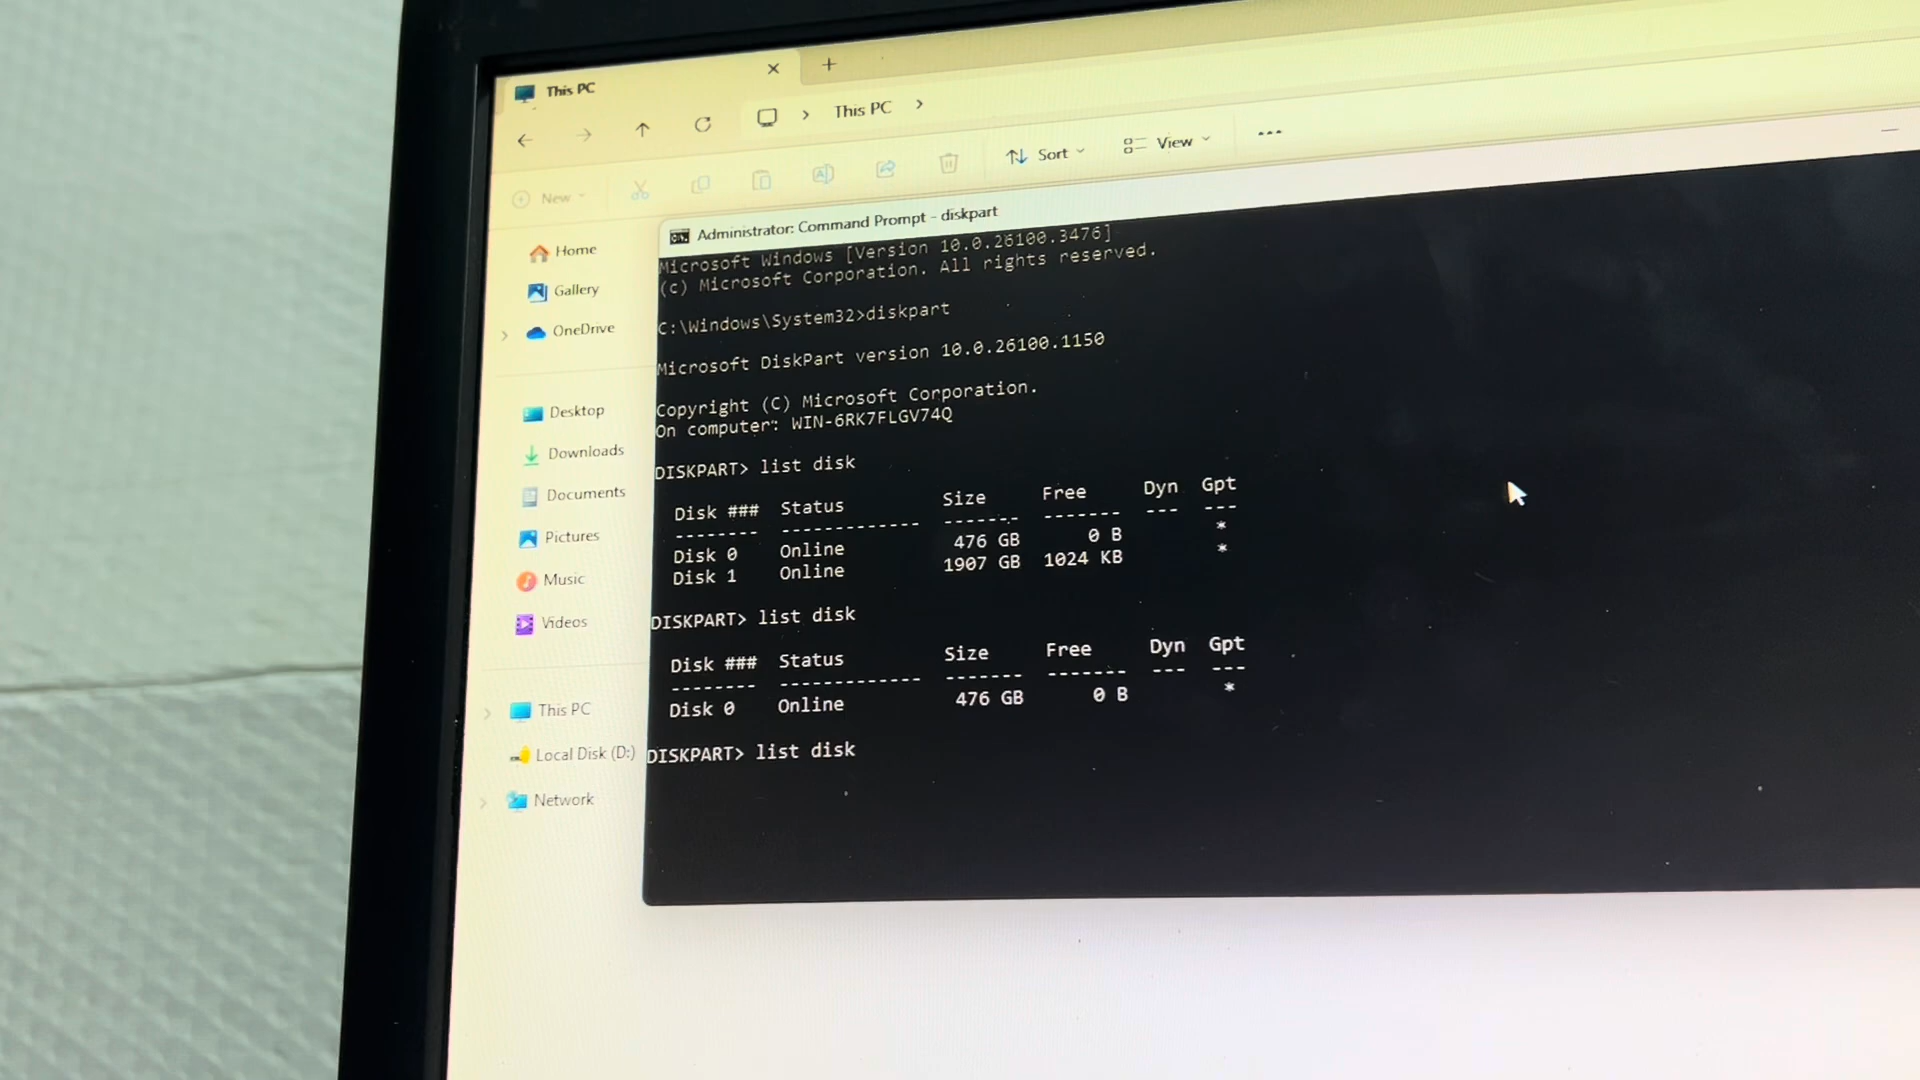 This PC
This PC
New
Sort
View
Administrator: Command Prompt - diskpart
Home
Gallery
OneDrive
Desktop
Downloads
Documents
Pictures
Music
Videos
This PC
Local Disk (D:)
Network
Microsoft Windows [Version 10.0.26100.3476]
(c) Microsoft Corporation. All rights reserved.
C:\Windows\System32>diskpart
Microsoft DiskPart version 10.0.26100.1150
Copyright (C) Microsoft Corporation.
On computer: WIN-6RK7FLGV74Q
DISKPART> list disk
Disk ### Status Size Free Dyn Gpt
-------- ------------- ------- ------- --- ---
Disk 0 Online 476 GB 0 B *
Disk 1 Online 1907 GB 1024 KB *
DISKPART> list disk
Disk ### Status Size Free Dyn Gpt
-------- ------------- ------- ------- --- ---
Disk 0 Online 476 GB 0 B *
DISKPART> list disk